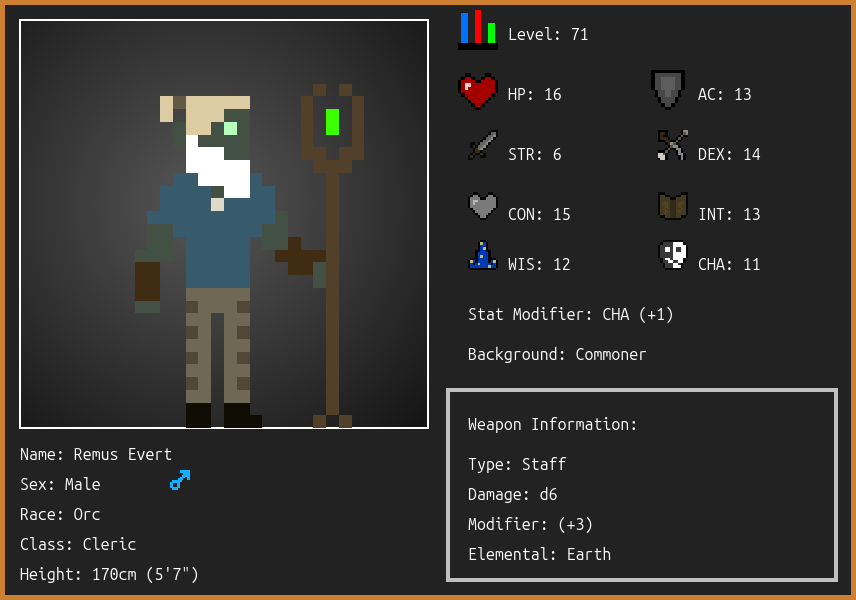 Level: 71
HP: 16
AC: 13
STR: 6
DEX: 14
CON: 15
INT: 13
WIS: 12
CHA: 11
Stat Modifier: CHA (+1)
Background: Commoner
Weapon Information:
Type: Staff
Damage: d6
Modifier: (+3)
Elemental: Earth
Name: Remus Evert
Sex: Male
Race: Orc
Class: Cleric
Height: 170cm (5'7")